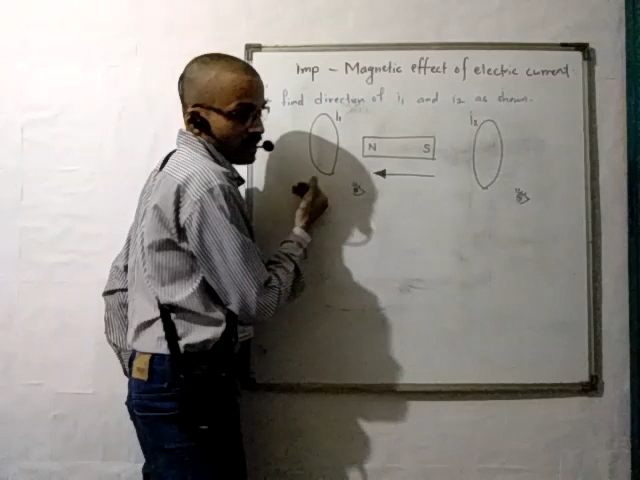 Imp - Magnetic effect of electric current
find direction of i1 and i2 as shown.
i1
i2
N S